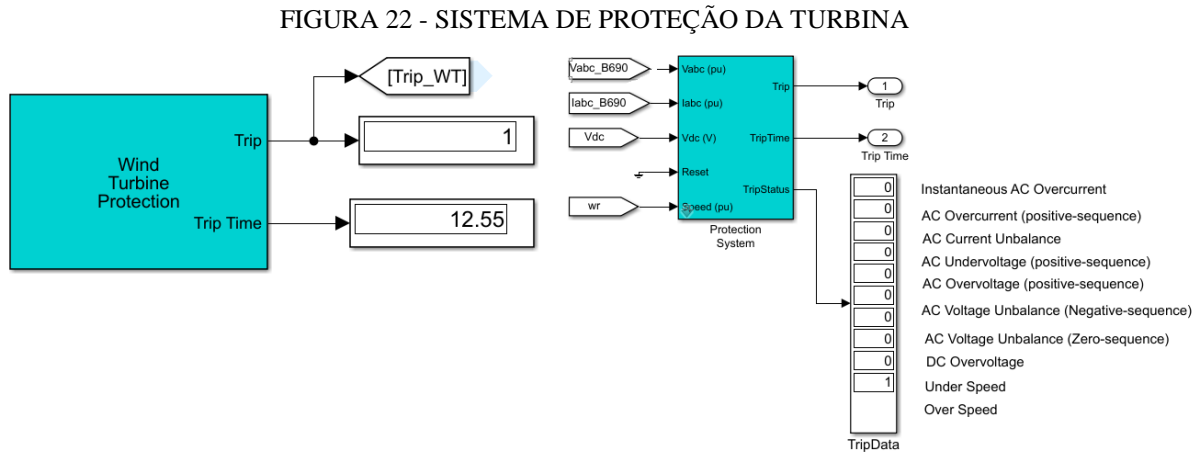 FIGURA 22 - SISTEMA DE PROTEÇÃO DA TURBINA
Wind
Turbine
Protection
Trip
Trip Time
[Trip_WT]
1
12.55
Vabc_B690
Iabc_B690
Vdc
wr
Vabc (pu)
Iabc (pu)
Vdc (V)
Reset
Speed (pu)
Trip
TripTime
TripStatus
Protection
System
1
Trip
2
Trip Time
0
0
0
0
0
0
0
0
0
1
TripData
Instantaneous AC Overcurrent
AC Overcurrent (positive-sequence)
AC Current Unbalance
AC Undervoltage (positive-sequence)
AC Overvoltage (positive-sequence)
AC Voltage Unbalance (Negative-sequence)
AC Voltage Unbalance (Zero-sequence)
DC Overvoltage
Under Speed
Over Speed